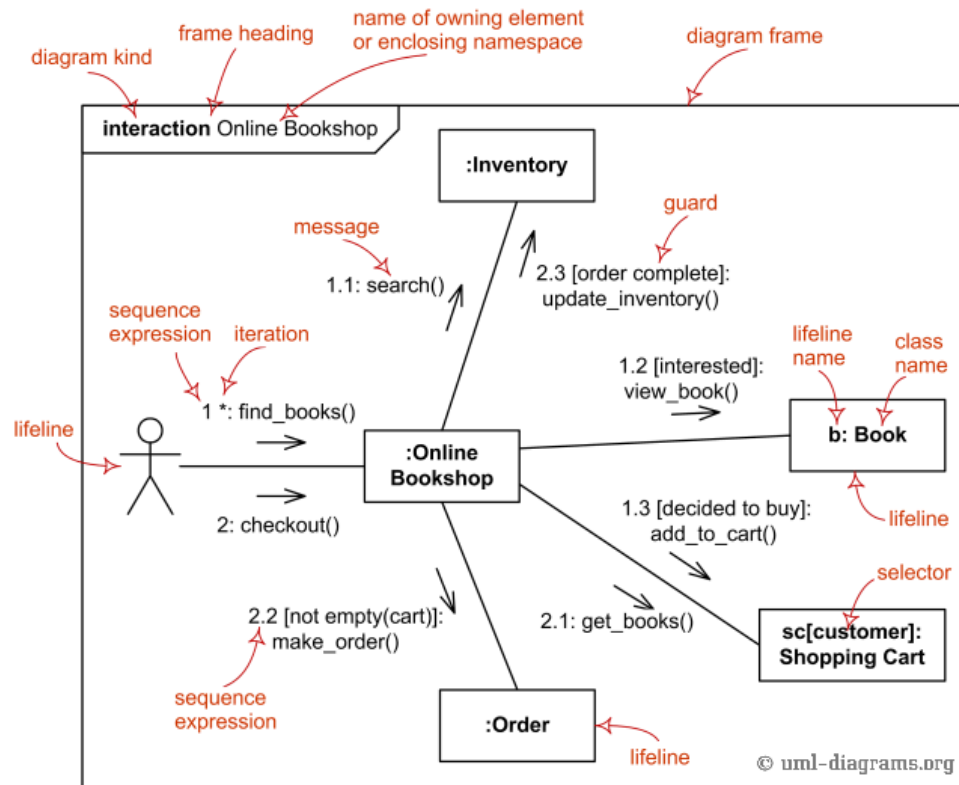 name of owning element
or enclosing namespace
frame heading
diagram kind
diagram frame
interaction Online Bookshop
:Inventory
guard
message
2.3 [order complete]:
update_inventory()
1.1: search()
sequence
expression
iteration
lifeline
name
class
name
1.2 [interested]:
view_book()
1 *: find_books()
b: Book
lifeline
:Online
Bookshop
lifeline
2: checkout()
1.3 [decided to buy]:
add_to_cart()
selector
2.2 [not empty(cart)]:
make_order()
2.1: get_books()
sc[customer]:
Shopping Cart
sequence
expression
:Order
lifeline
© uml-diagrams.org